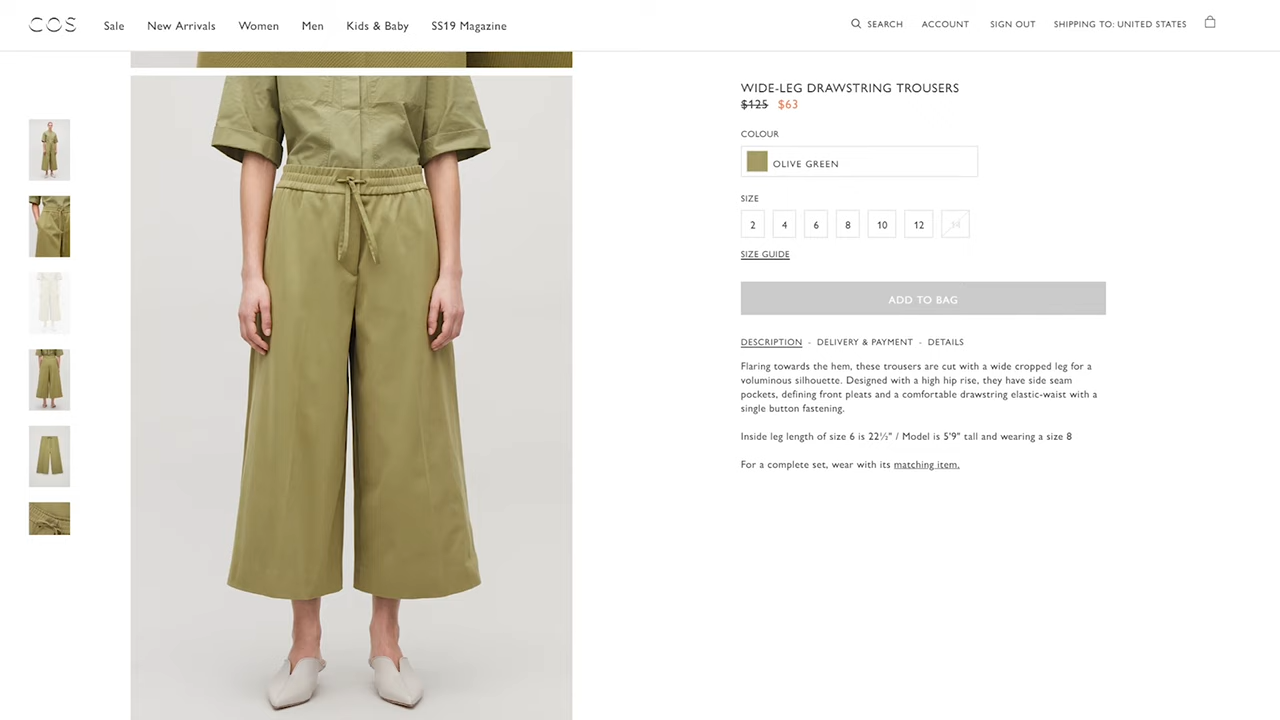 COS Sale New Arrivals Women Men Kids & Baby SS19 Magazine SEARCH ACCOUNT SIGN OUT SHIPPING TO: UNITED STATES
WIDE-LEG DRAWSTRING TROUSERS
$125 $63
COLOUR
OLIVE GREEN
SIZE
2 4 6 8 10 12 14
SIZE GUIDE
ADD TO BAG
DESCRIPTION - DELIVERY & PAYMENT - DETAILS
Flaring towards the hem, these trousers are cut with a wide cropped leg for a
voluminous silhouette. Designed with a high hip rise, they have side seam
pockets, defining front pleats and a comfortable drawstring elastic-waist with a
single button fastening.
Inside leg length of size 6 is 22½" / Model is 5'9" tall and wearing a size 8
For a complete set, wear with its matching item.